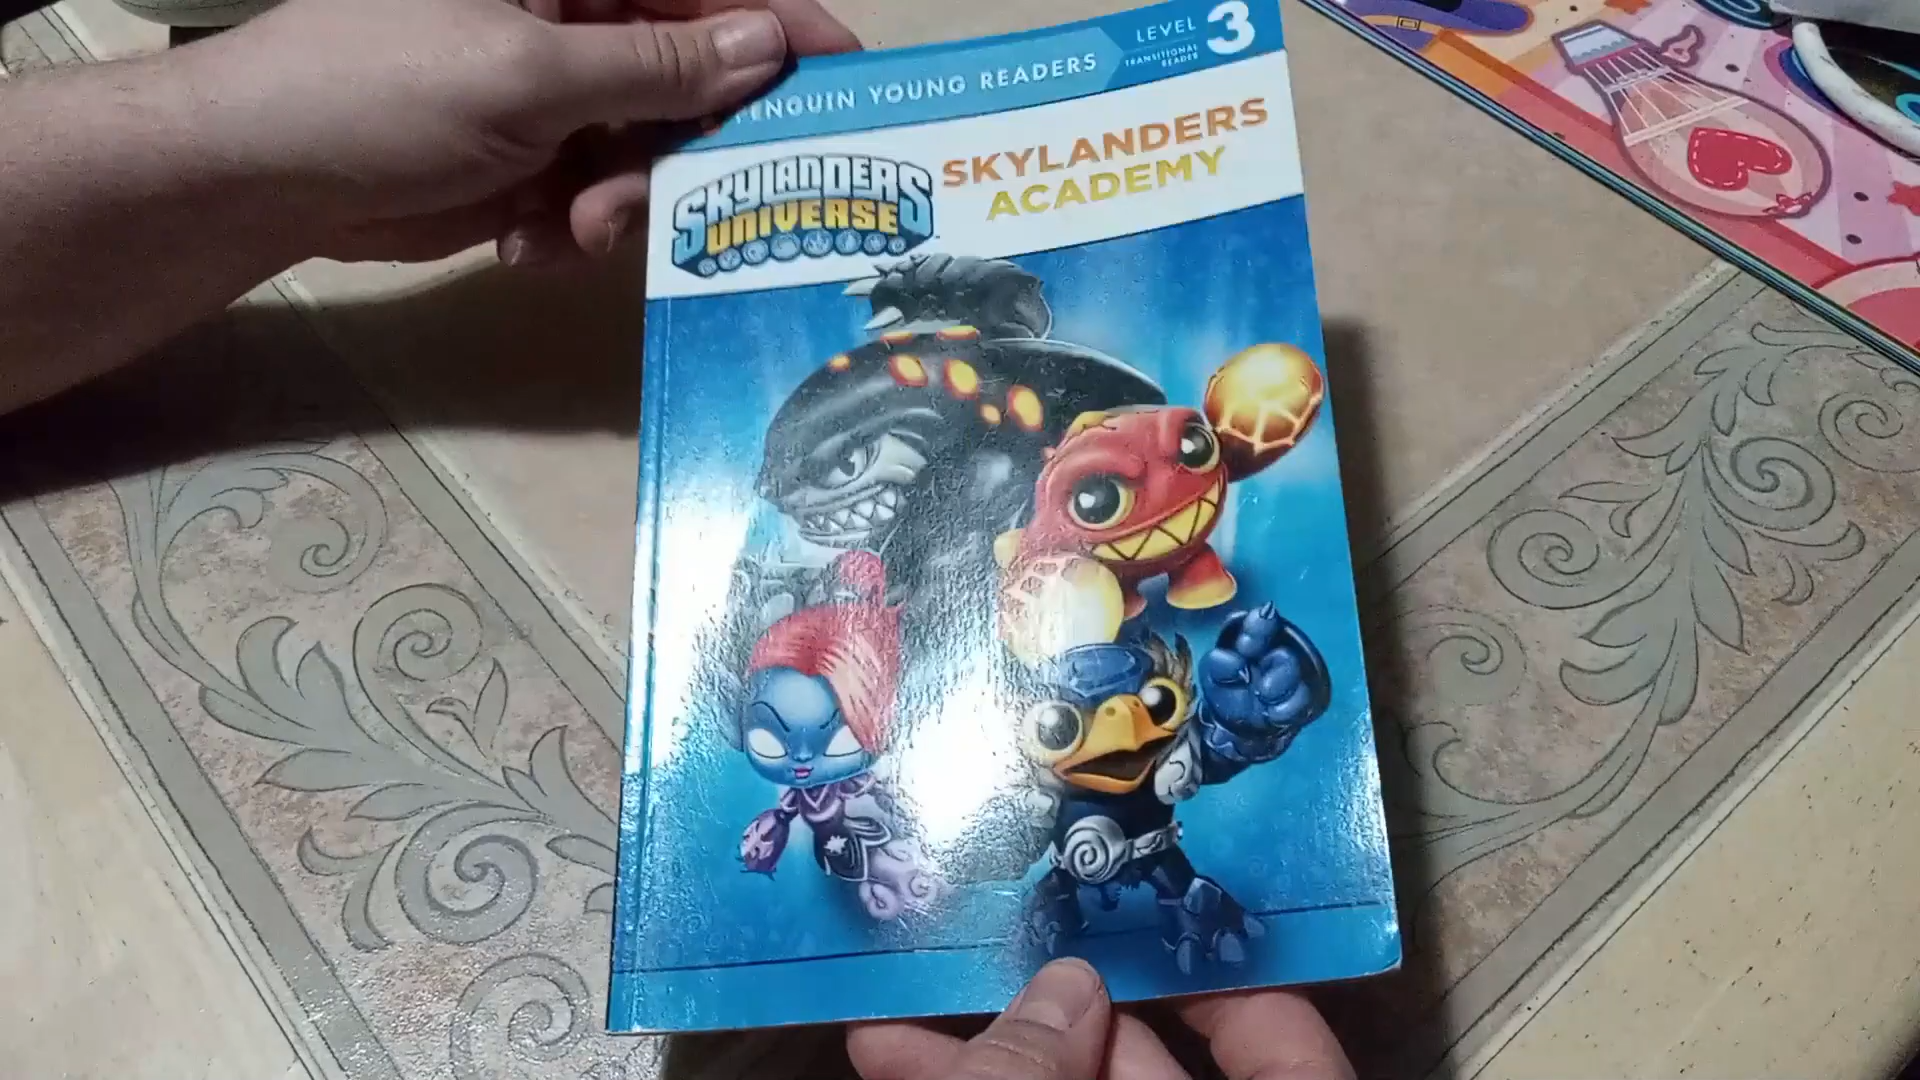 PENGUIN YOUNG READERS
LEVEL 3
TRANSITIONAL
READER
SKYLANDERS
UNIVERSE
SKYLANDERS
ACADEMY